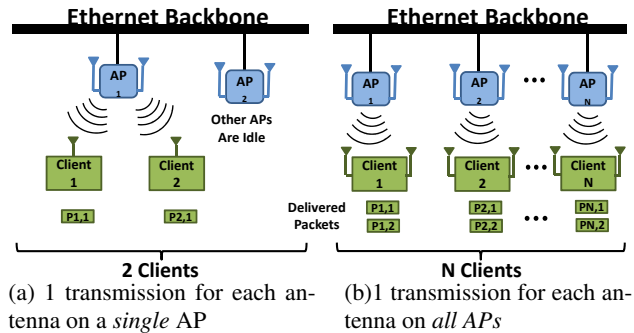 Ethernet Backbone
AP
1
AP
2
Other APs
Are Idle
Client
1
Client
2
P1,1
P2,1
2 Clients
(a) 1 transmission for each an-
tenna on a single AP
Ethernet Backbone
AP
1
AP
2
•••
AP
N
Client
1
Client
2
•••
Client
N
Delivered
Packets
P1,1
P2,1
PN,1
P1,2
P2,2
•••
PN,2
N Clients
(b)1 transmission for each an-
tenna on all APs